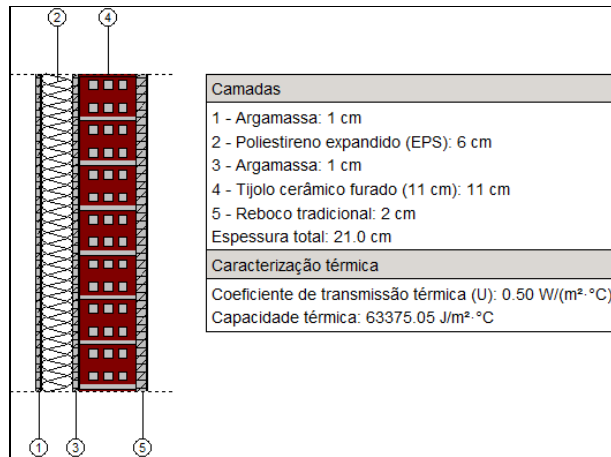 2
4
Camadas
1 - Argamassa: 1 cm
2 - Poliestireno expandido (EPS): 6 cm
3 - Argamassa: 1 cm
4 - Tijolo cerâmico furado (11 cm): 11 cm
5 - Reboco tradicional: 2 cm
Espessura total: 21.0 cm
Caracterização térmica
Coeficiente de transmissão térmica (U): 0.50 W/(m²·°C)
Capacidade térmica: 63375.05 J/m²·°C
1
3
5